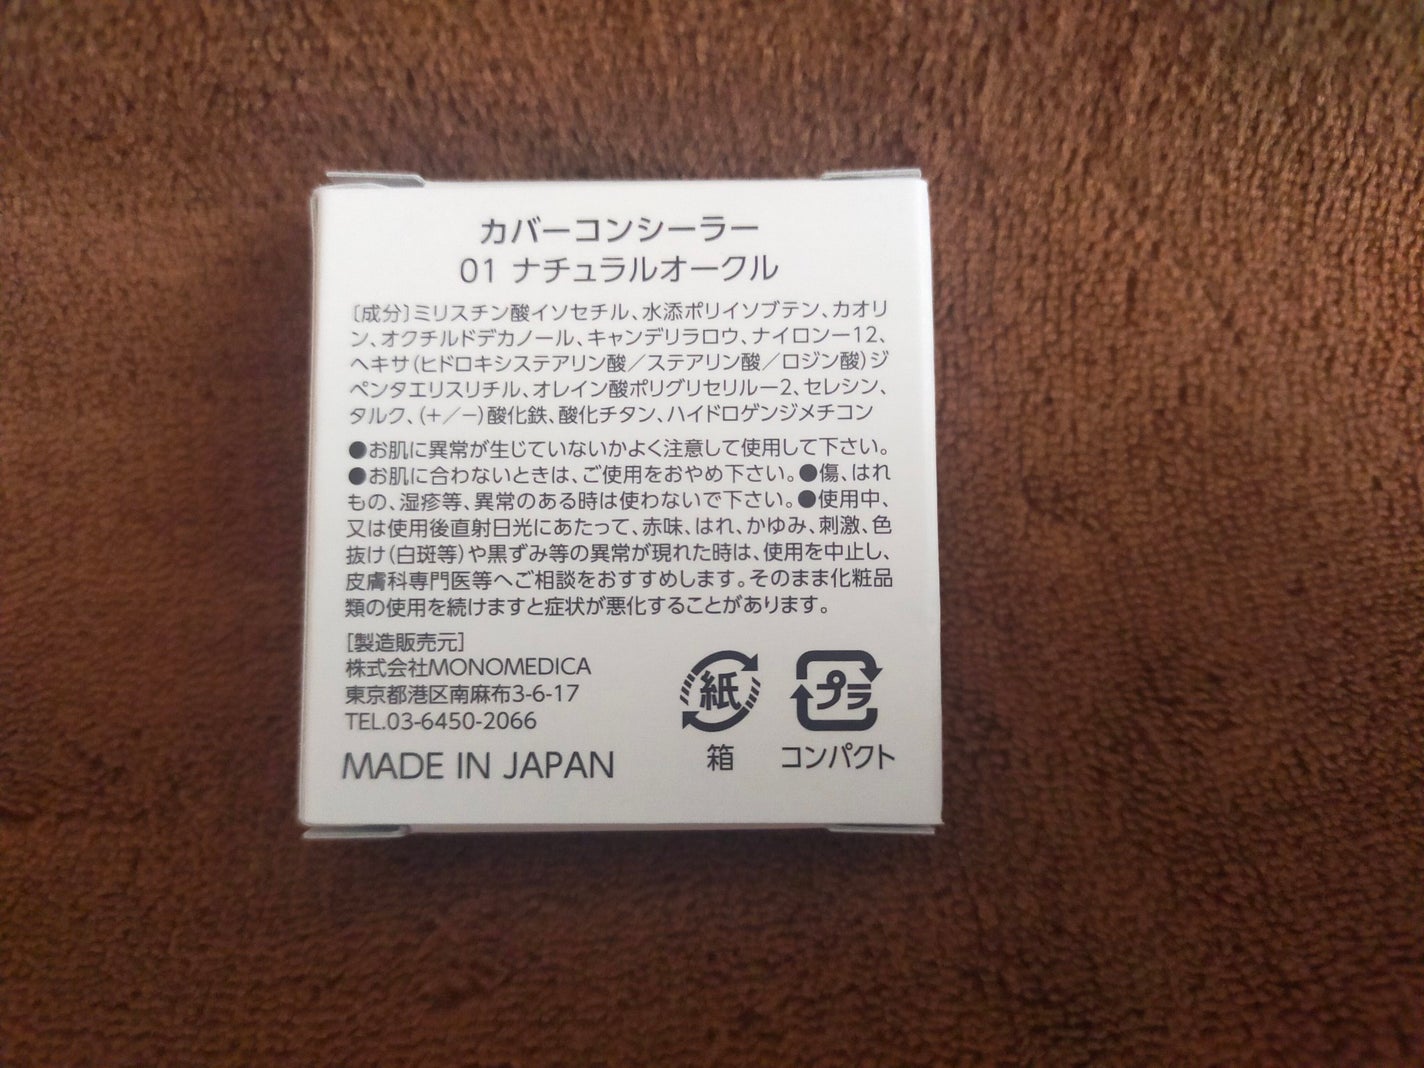 カバーコンシーラー
01 ナチュラルオークル
〔成分〕ミリスチン酸イソセチル、水添ポリイソブテン、カオリ
ン、オクチルドデカノール、キャンデリラロウ、ナイロンー12、
ヘキサ(ヒドロキシステアリン酸／ステアリン酸／ロジン酸)ジ
ペンタエリスリチル、オレイン酸ポリグリセリルー2、セレシン、
タルク、(+／−)酸化鉄、酸化チタン、ハイドロゲンジメチコン
●お肌に異常が生じていないかよく注意して使用して下さい。
●お肌に合わないときは、ご使用をおやめ下さい。●傷、はれ
もの、湿疹等、異常のある時は使わないで下さい。●使用中、
又は使用後直射日光にあたって、赤味、はれ、かゆみ、刺激、色
抜け(白斑等)や黒ずみ等の異常が現れた時は、使用を中止し、
皮膚科専門医等へご相談をおすすめします。そのまま化粧品
類の使用を続けますと症状が悪化することがあります。
[製造販売元]
株式会社MONOMEDICA
東京都港区南麻布3-6-17
TEL.03-6450-2066
MADE IN JAPAN
紙
箱
プラ
コンパクト